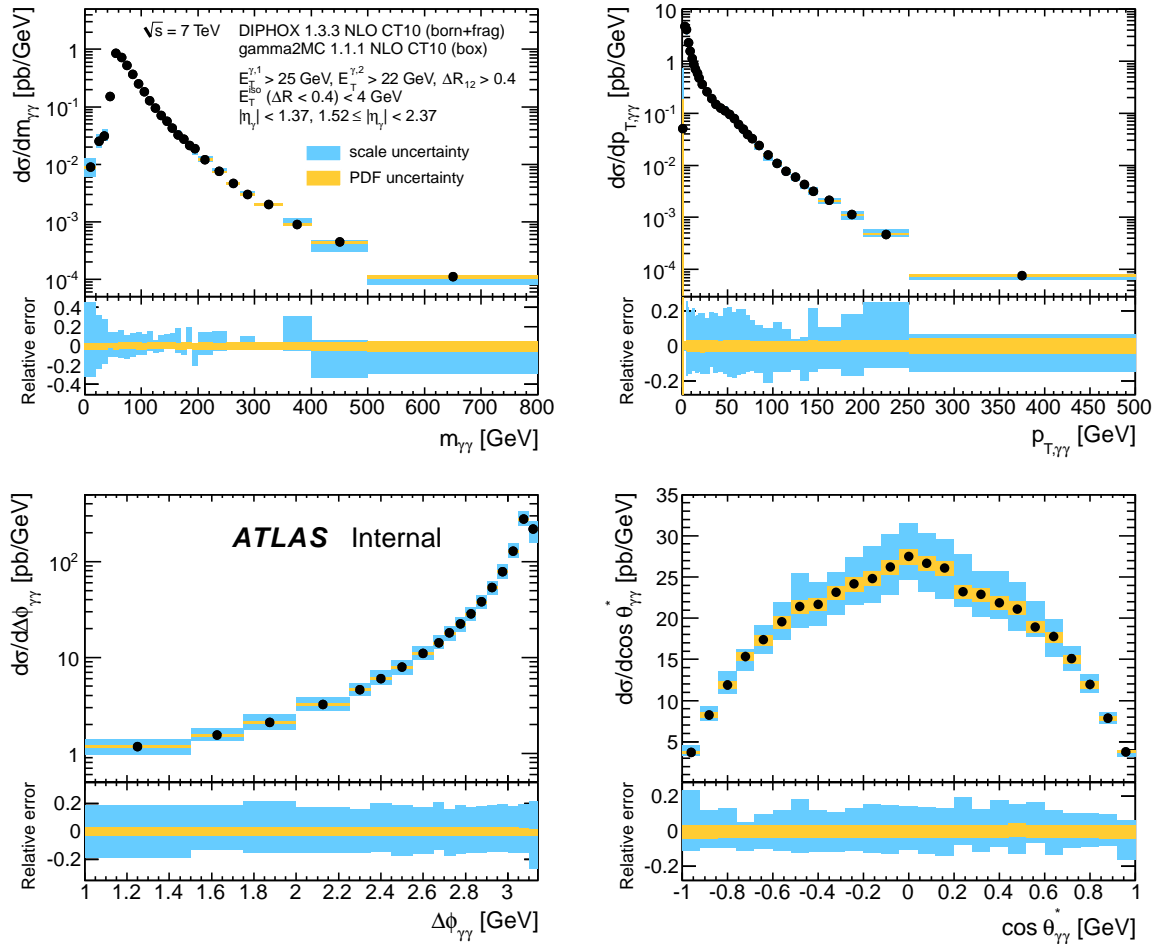 dσ/dm_γγ [pb/GeV]
1
10^-1
10^-2
10^-3
10^-4
√s = 7 TeV
DIPHOX 1.3.3 NLO CT10 (born+frag)
gamma2MC 1.1.1 NLO CT10 (box)
E_T^γ,1 > 25 GeV, E_T^γ,2 > 22 GeV, ΔR_12 > 0.4
E_T^iso (ΔR < 0.4) < 4 GeV
|η_γ| < 1.37, 1.52 ≤ |η_γ| < 2.37
scale uncertainty
PDF uncertainty
Relative error
0.4
0.2
0
-0.2
-0.4
0 100 200 300 400 500 600 700 800
m_γγ [GeV]
dσ/dp_T,γγ [pb/GeV]
10
1
10^-1
10^-2
10^-3
10^-4
Relative error
0.2
0
-0.2
0 50 100 150 200 250 300 350 400 450 500
p_T,γγ [GeV]
dσ/dΔϕ_γγ [pb/GeV]
10^2
10
1
ATLAS Internal
Relative error
0.2
0
-0.2
1 1.2 1.4 1.6 1.8 2 2.2 2.4 2.6 2.8 3
Δϕ_γγ [GeV]
dσ/dcos θ*_γγ [pb/GeV]
35
30
25
20
15
10
5
Relative error
0.2
0
-0.2
-1 -0.8 -0.6 -0.4 -0.2 0 0.2 0.4 0.6 0.8 1
cos θ*_γγ [GeV]